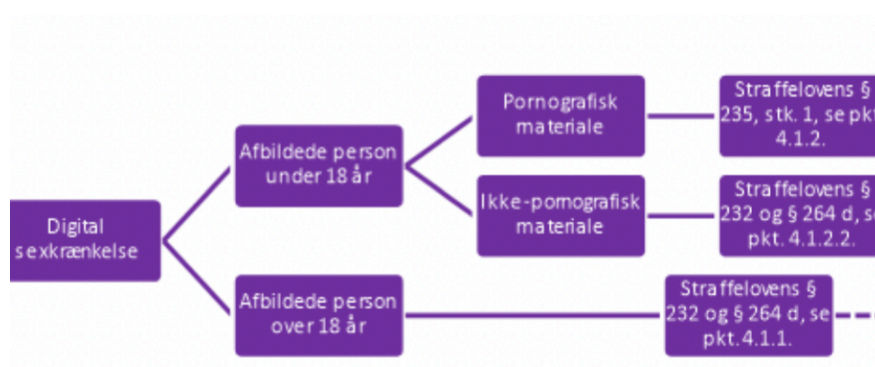 Digital
sexkrænkelse
Afbildede person
under 18 år
Afbildede person
over 18 år
Pornografisk
materiale
Ikke-pornografisk
materiale
Straffelovens §
235, stk. 1, se pkt
4.1.2.
Straffelovens §
232 og § 264 d, se
pkt. 4.1.2.2.
Straffelovens §
232 og § 264 d, se
pkt.4.1.1.